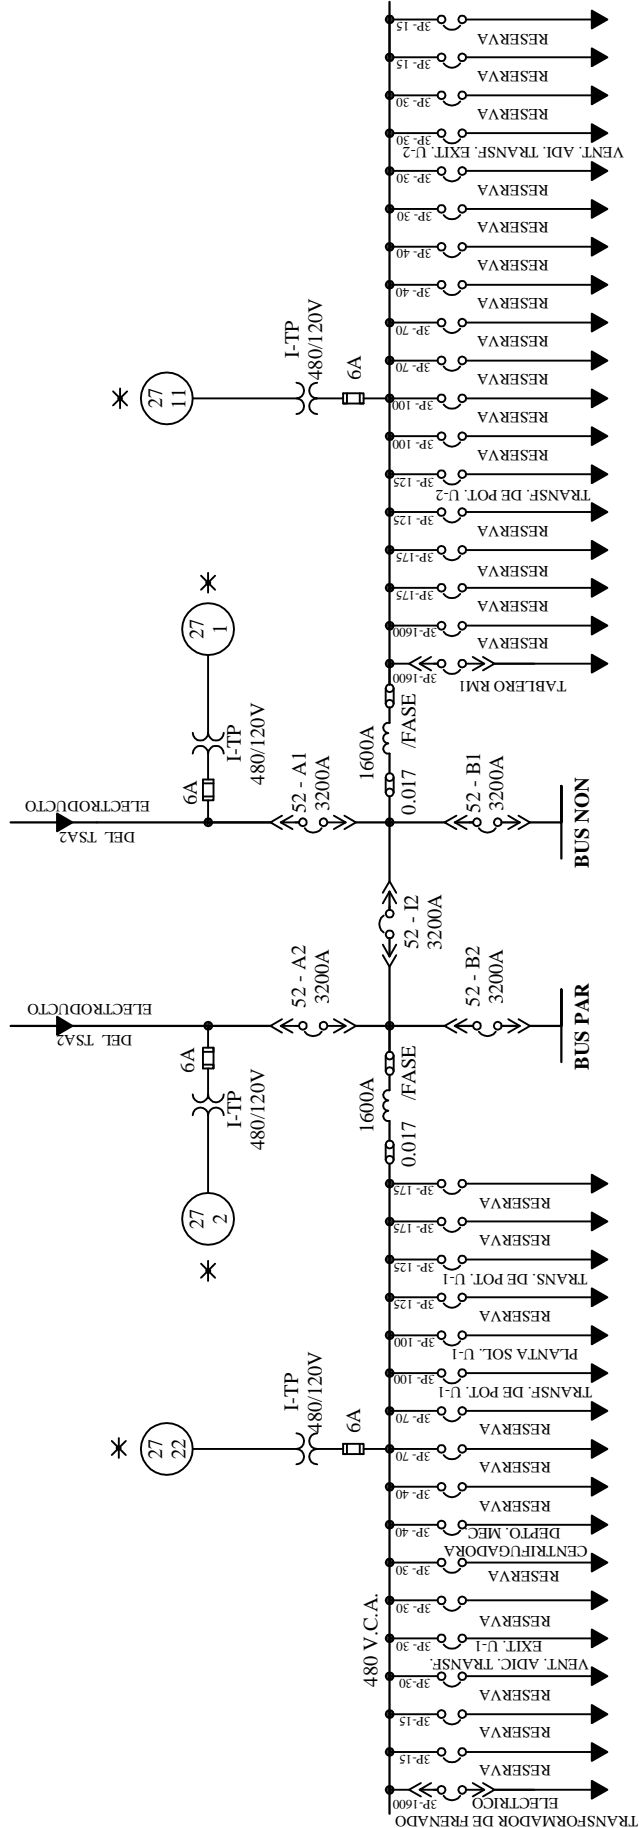 3P-15
RESERVA
3P-15
RESERVA
3P-30
RESERVA
3P-30
VENT. ADI. TRANSF. EXIT. U-2
3P-30
RESERVA
3P-30
RESERVA
3P-40
RESERVA
3P-40
RESERVA
3P-70
RESERVA
3P-70
RESERVA
3P-100
RESERVA
3P-100
RESERVA
3P-125
TRANSF. DE POT. U-2
3P-125
RESERVA
3P-175
RESERVA
3P-175
RESERVA
3P-1600
RESERVA
3P-1600
TABLERO RM1
27
11
I-TP
480/120V
6A
27
1
I-TP
480/120V
6A
1600A
0.017 /FASE
ELECTRODUCTO
DEL TSA2
52 - A1
3200A
52 - B1
3200A
BUS NON
52 - I2
3200A
ELECTRODUCTO
DEL TSA2
52 - A2
3200A
52 - B2
3200A
BUS PAR
6A
I-TP
480/120V
27
2
1600A
0.017 /FASE
3P-175
RESERVA
3P-175
RESERVA
3P-125
TRANS. DE POT. U-1
3P-125
RESERVA
3P-100
PLANTA SOL. U-1
3P-100
TRANSF. DE POT. U-1
3P-70
RESERVA
3P-70
RESERVA
3P-40
RESERVA
3P-40
DEPTO. MEC.
CENTRIFUGADORA
3P-30
RESERVA
3P-30
RESERVA
3P-30
EXIT. U-1
VENT. ADIC. TRANSF.
3P-30
RESERVA
3P-15
RESERVA
3P-15
RESERVA
3P-1600
ELECTRICO
TRANSFORMADOR DE FRENADO
27
22
I-TP
480/120V
6A
480 V.C.A.